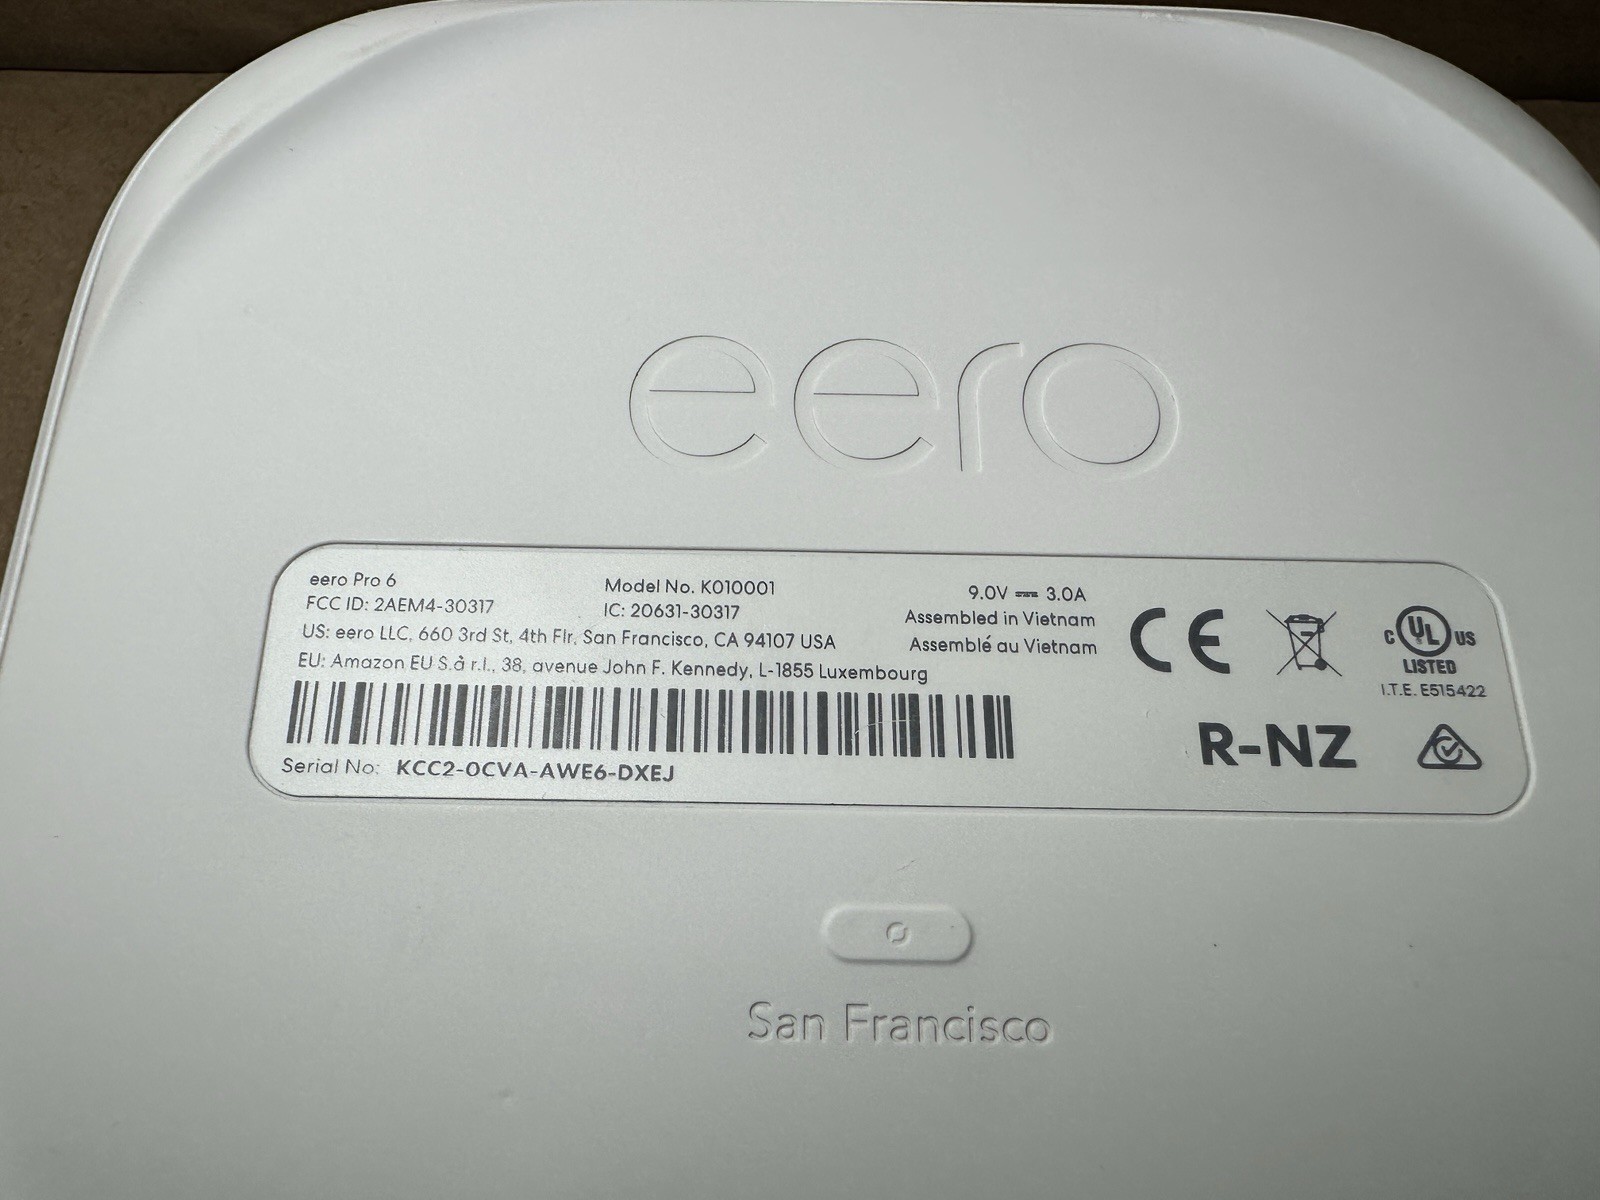 eero
eero Pro 6
FCC ID: 2AEM4-30317
Model No. K010001
IC: 20631-30317
9.0V ⎓ 3.0A
Assembled in Vietnam
Assemblé au Vietnam
US: eero LLC, 660 3rd St, 4th Flr, San Francisco, CA 94107 USA
EU: Amazon EU S.à r.l., 38, avenue John F. Kennedy, L-1855 Luxembourg
Serial No: KCC2-0CVA-AWE6-DXEJ
CE
C UL US
LISTED
I.T.E. E515422
R-NZ
San Francisco